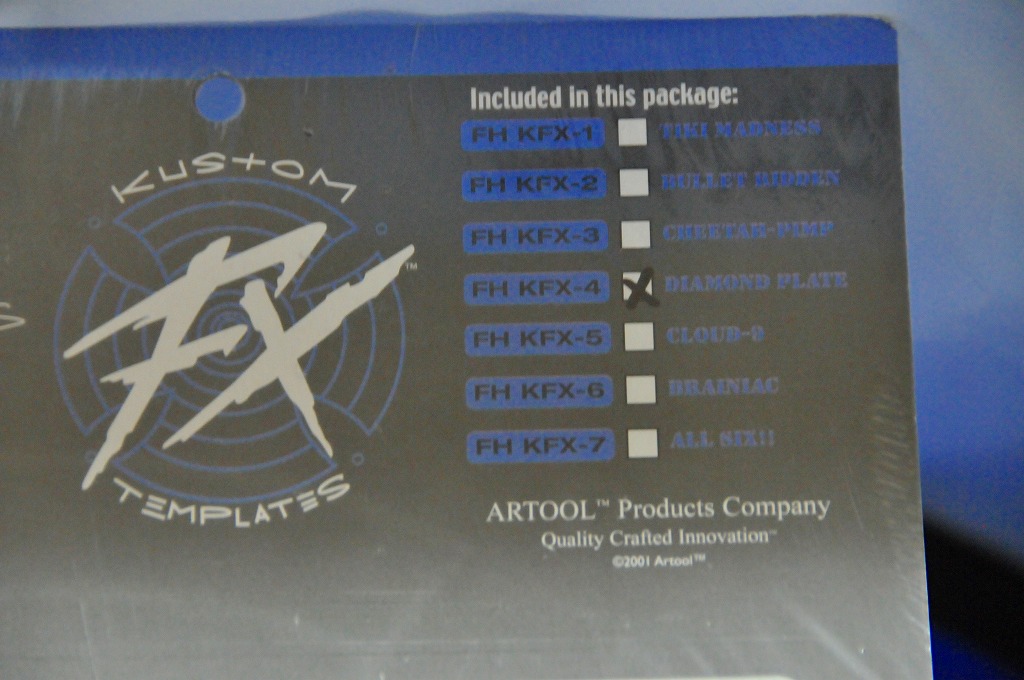 KUSTOM
FX™
TEMPLATES
Included in this package:
FH KFX-1 TIKI MADNESS
FH KFX-2 BULLET RIDDEN
FH KFX-3 CHEETAH-PIMP
FH KFX-4 DIAMOND PLATE
FH KFX-5 CLOUD-9
FH KFX-6 BRAINIAC
FH KFX-7 ALL SIX!!
ARTOOL™ Products Company
Quality Crafted Innovation™
©2001 Artool™